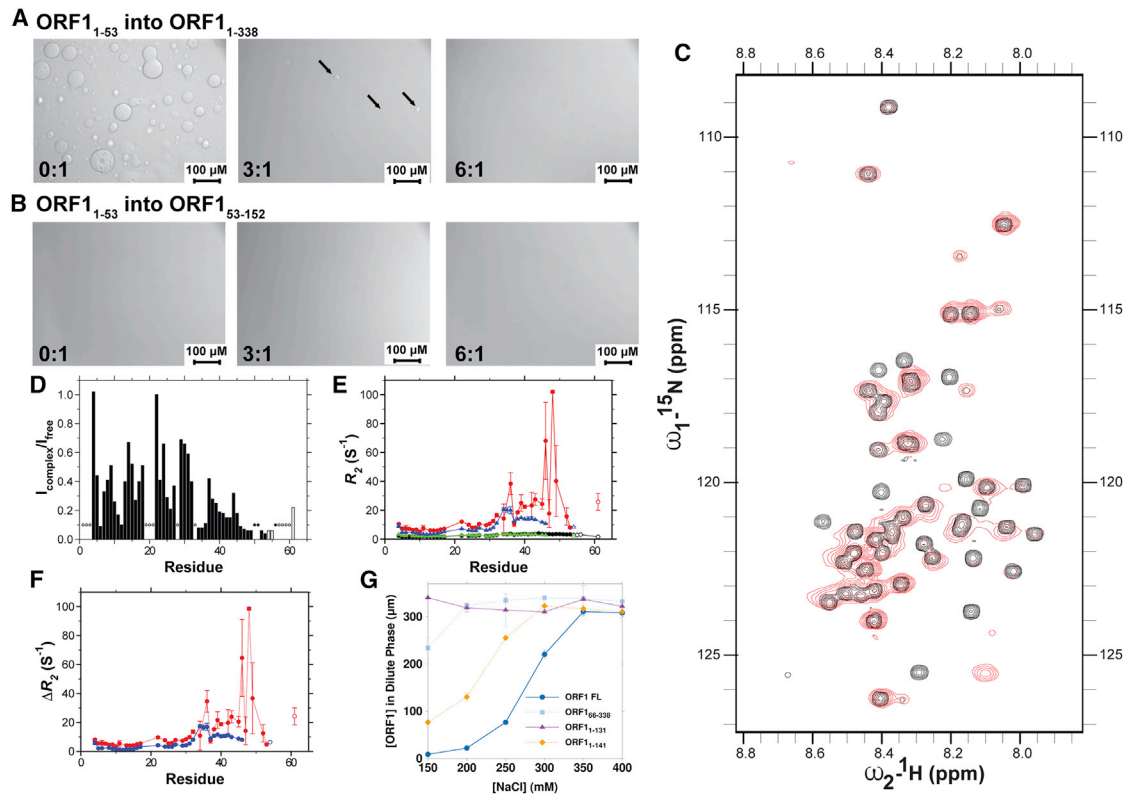 A ORF1₁₋₅₃ into ORF1₁₋₃₃₈
0:1 100 µM
3:1 100 µM
6:1 100 µM
B ORF1₁₋₅₃ into ORF1₅₃₋₁₅₂
0:1 100 µM
3:1 100 µM
6:1 100 µM
C
8.8 8.6 8.4 8.2 8.0
110 110
115 115
120 120
125 125
ω₁-¹⁵N (ppm)
8.8 8.6 8.4 8.2 8.0
ω₂-¹H (ppm)
D
I complex/I free
1.0
0.8
0.6
0.4
0.2
0.0
0 20 40 60
Residue
E
R₂ (S⁻¹)
100
80
60
40
20
0
0 20 40 60
Residue
F
ΔR₂ (S⁻¹)
100
80
60
40
20
0
0 20 40 60
Residue
G
[ORF1] in Dilute Phase (µm)
300
200
100
0
ORF1 FL
ORF1₆₆₋₃₃₈
ORF1₁₋₁₃₁
ORF1₁₋₁₄₁
150 200 250 300 350 400
[NaCl] (mM)